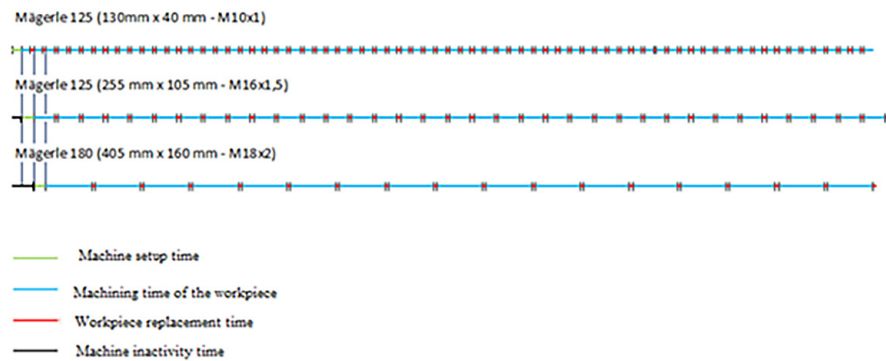 Mägerle 125 (130mm x 40 mm - M10x1)
Mägerle 125 (255 mm x 105 mm - M16x1,5)
Mägerle 180 (405 mm x 160 mm - M18x2)
Machine setup time
Machining time of the workpiece
Workpiece replacement time
Machine inactivity time